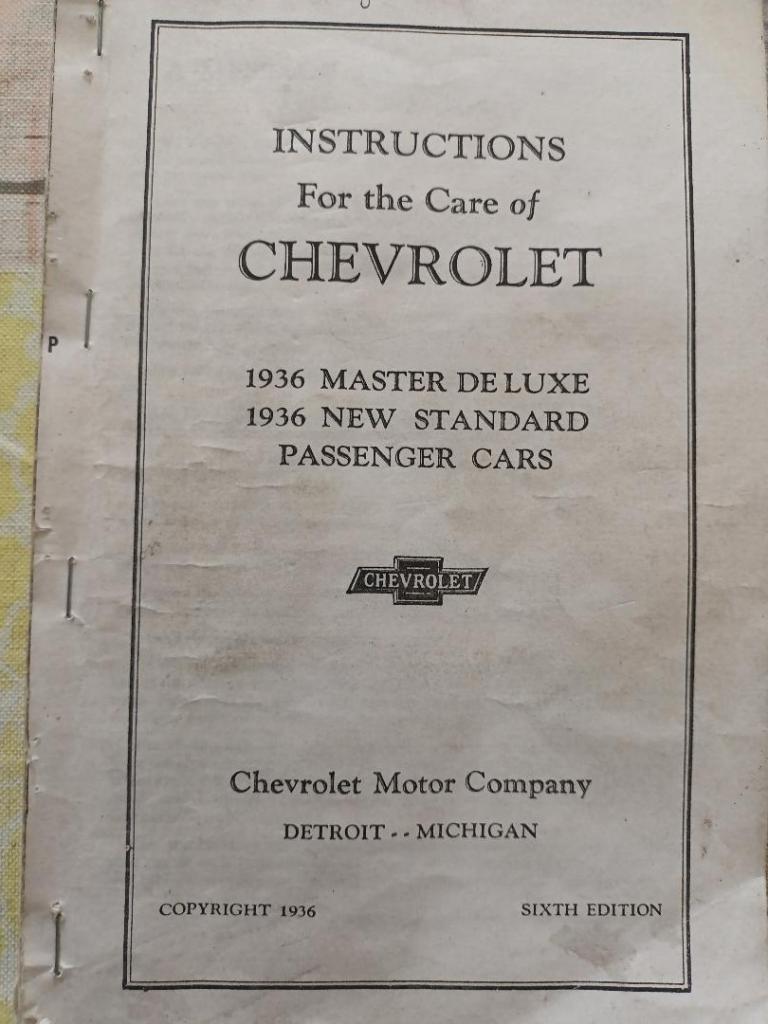 INSTRUCTIONS
For the Care of
CHEVROLET
1936 MASTER DE LUXE
1936 NEW STANDARD
PASSENGER CARS
P
CHEVROLET
Chevrolet Motor Company
DETROIT - - MICHIGAN
COPYRIGHT 1936 SIXTH EDITION